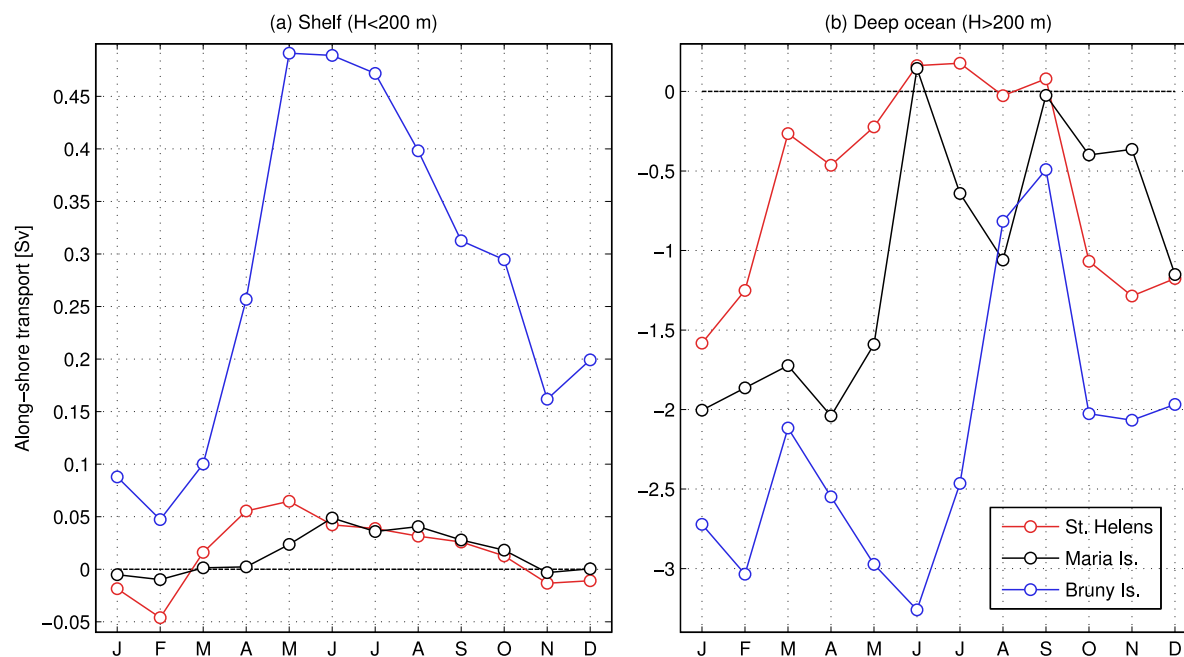 (a) Shelf (H<200 m)
(b) Deep ocean (H>200 m)
Along−shore transport [Sv]
0.45
0.4
0.35
0.3
0.25
0.2
0.15
0.1
0.05
0
−0.05
J F M A M J J A S O N D
0
−0.5
−1
−1.5
−2
−2.5
−3
J F M A M J J A S O N D
St. Helens
Maria Is.
Bruny Is.